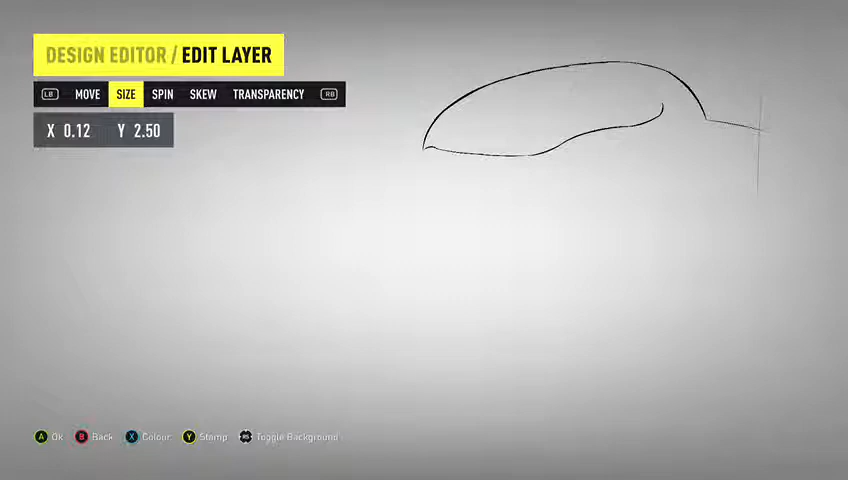 DESIGN EDITOR / EDIT LAYER
LB MOVE SIZE SPIN SKEW TRANSPARENCY RB
X 0.12 Y 2.50
A Ok B Back X Colour Y Stamp RS Toggle Background